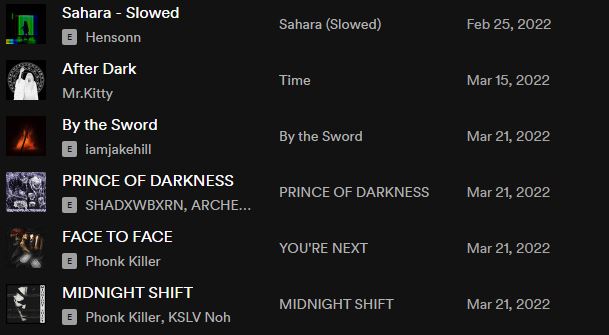 Sahara - Slowed
E Hensonn
Sahara (Slowed)
Feb 25, 2022
After Dark
Mr.Kitty
Time
Mar 15, 2022
By the Sword
E iamjakehill
By the Sword
Mar 21, 2022
PRINCE OF DARKNESS
E SHADXWBXRN, ARCHE...
PRINCE OF DARKNESS
Mar 21, 2022
FACE TO FACE
E Phonk Killer
YOU'RE NEXT
Mar 21, 2022
MIDNIGHT SHIFT
E Phonk Killer, KSLV Noh
MIDNIGHT SHIFT
Mar 21, 2022